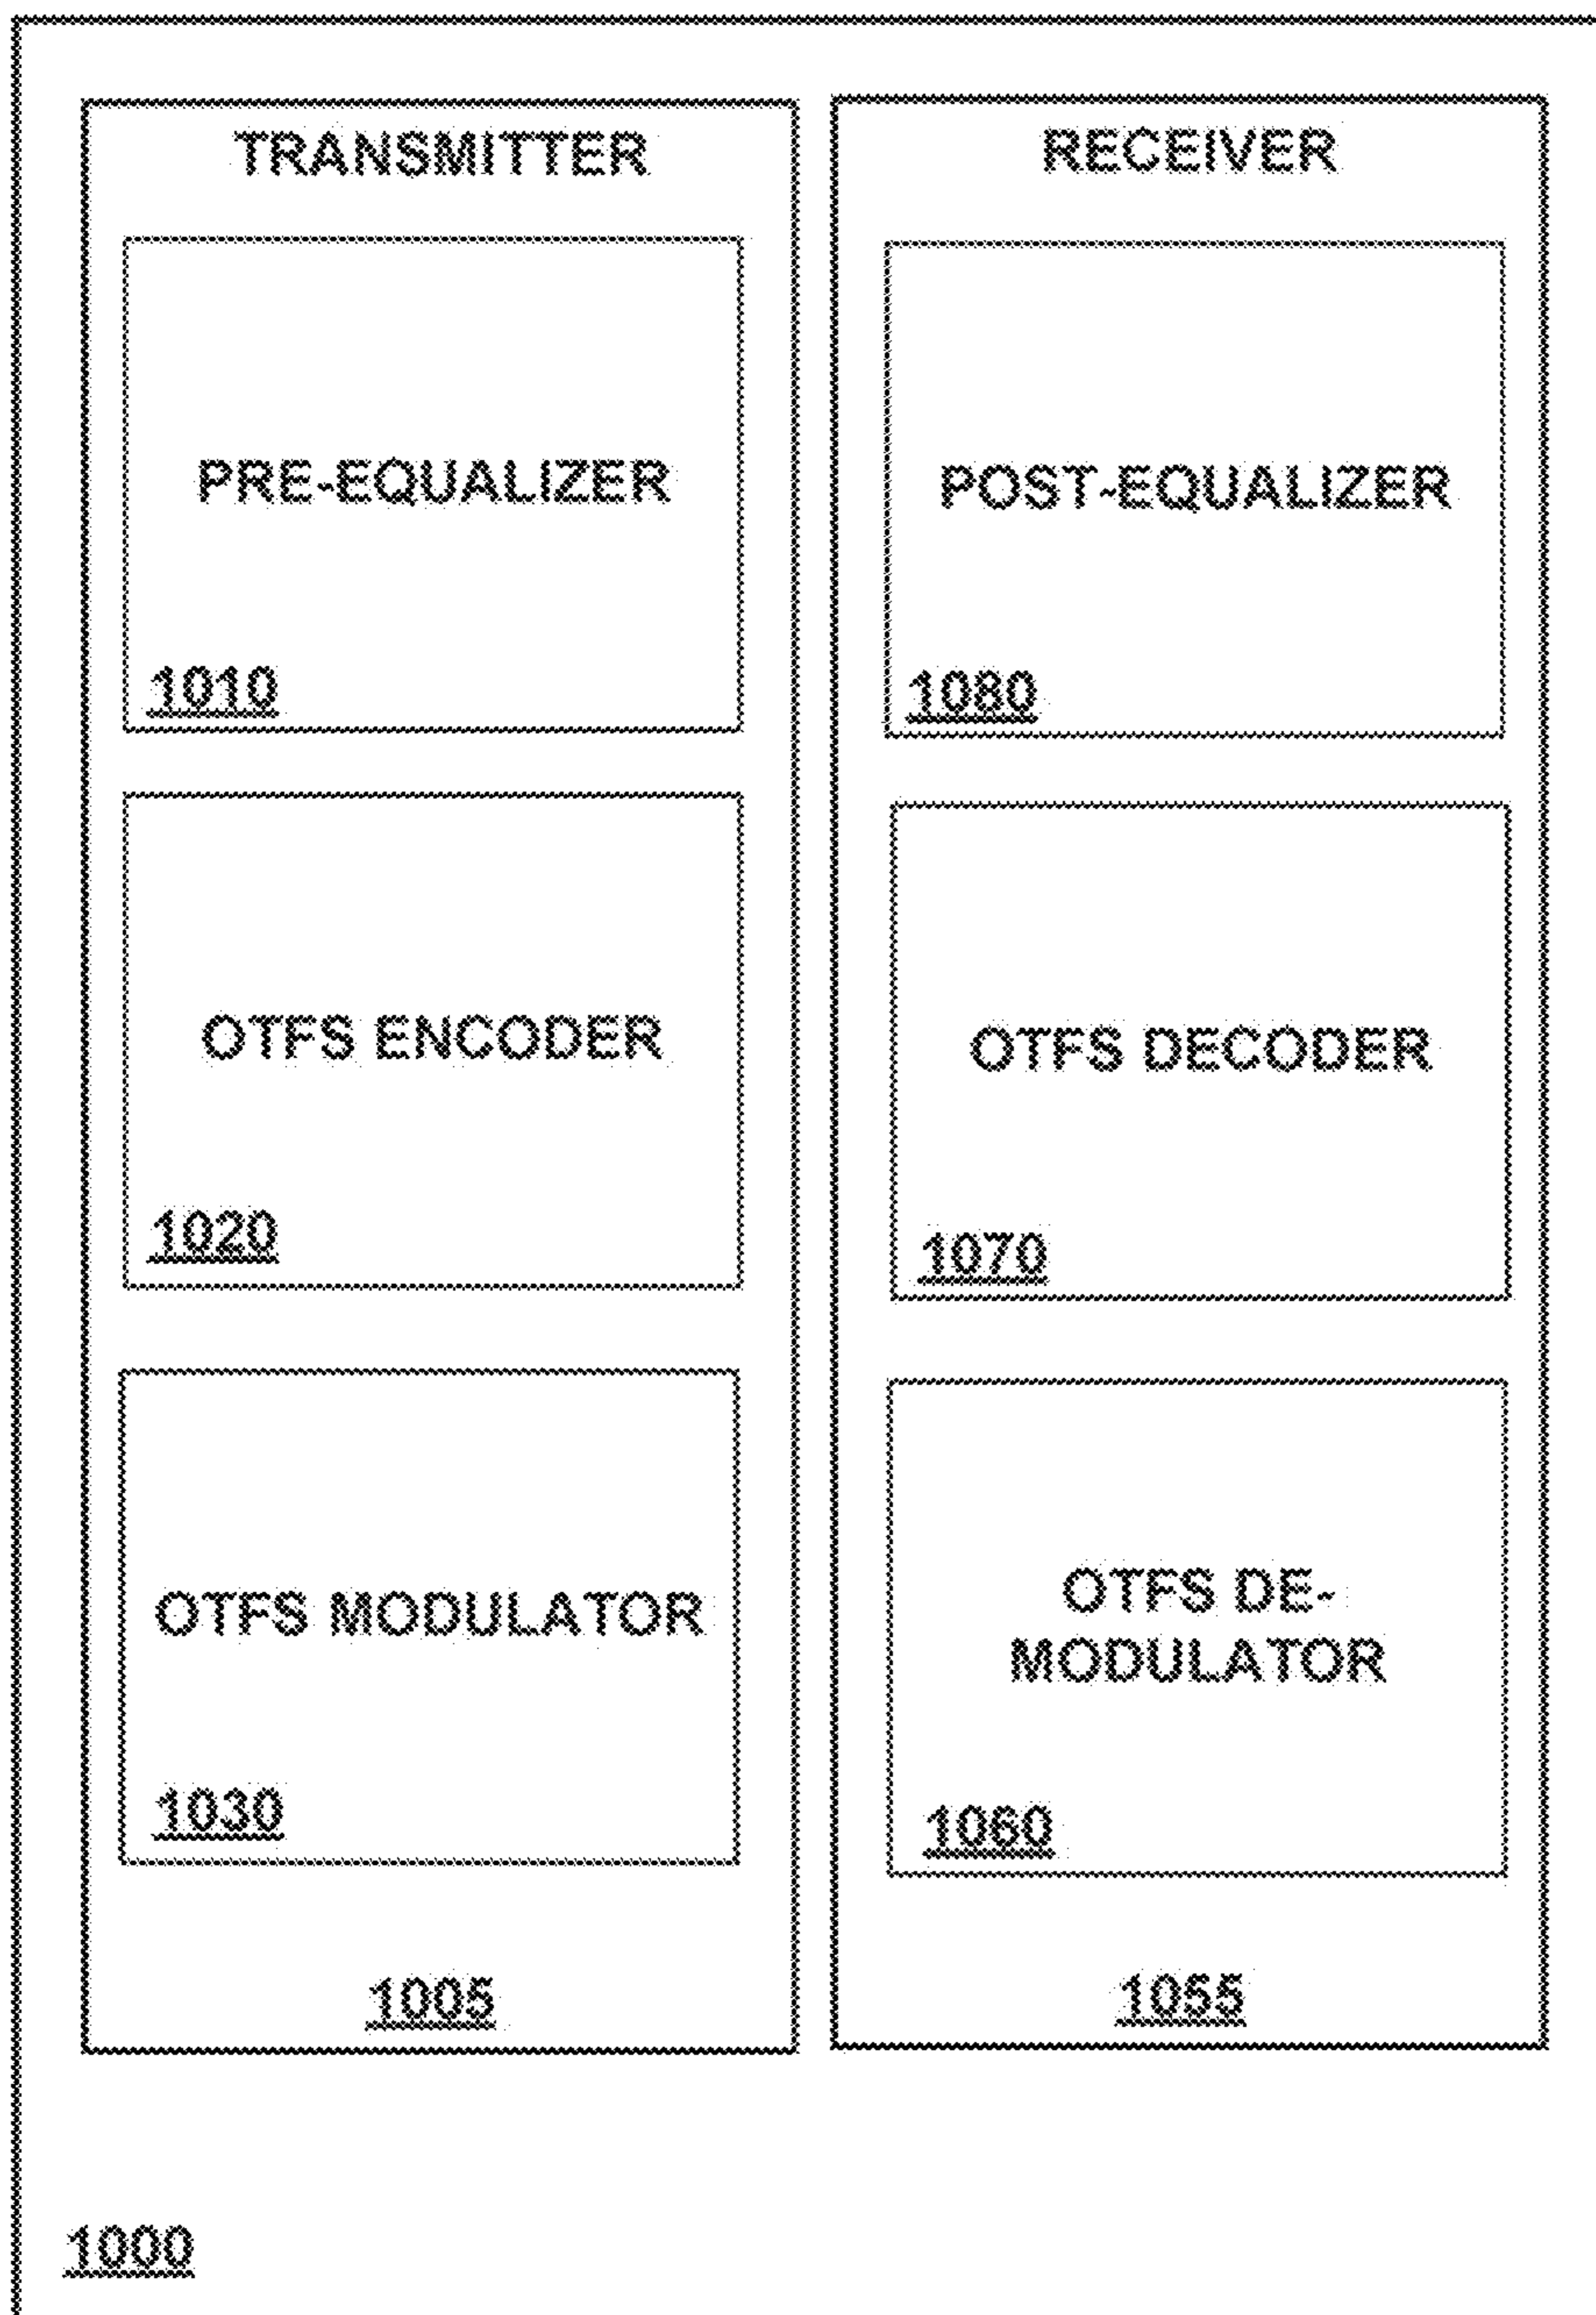 TRANSMITTER
PRE-EQUALIZER
1010
OTFS ENCODER
1020
OTFS MODULATOR
1030
1005
RECEIVER
POST-EQUALIZER
1080
OTFS DECODER
1070
OTFS DE-
MODULATOR
1060
1055
1000